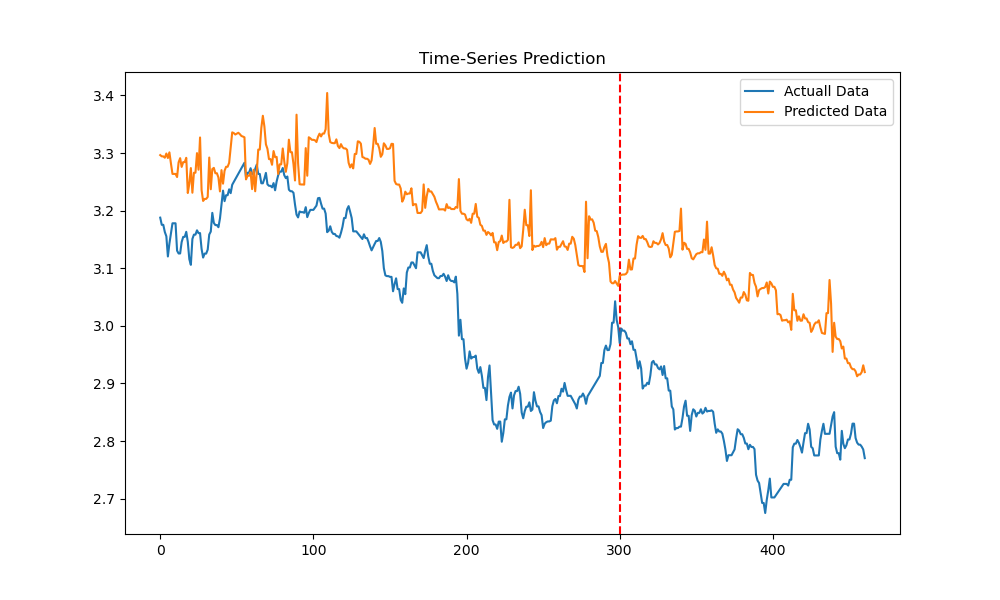 Time-Series Prediction
Actuall Data
Predicted Data
3.4
3.3
3.2
3.1
3.0
2.9
2.8
2.7
0 100 200 300 400